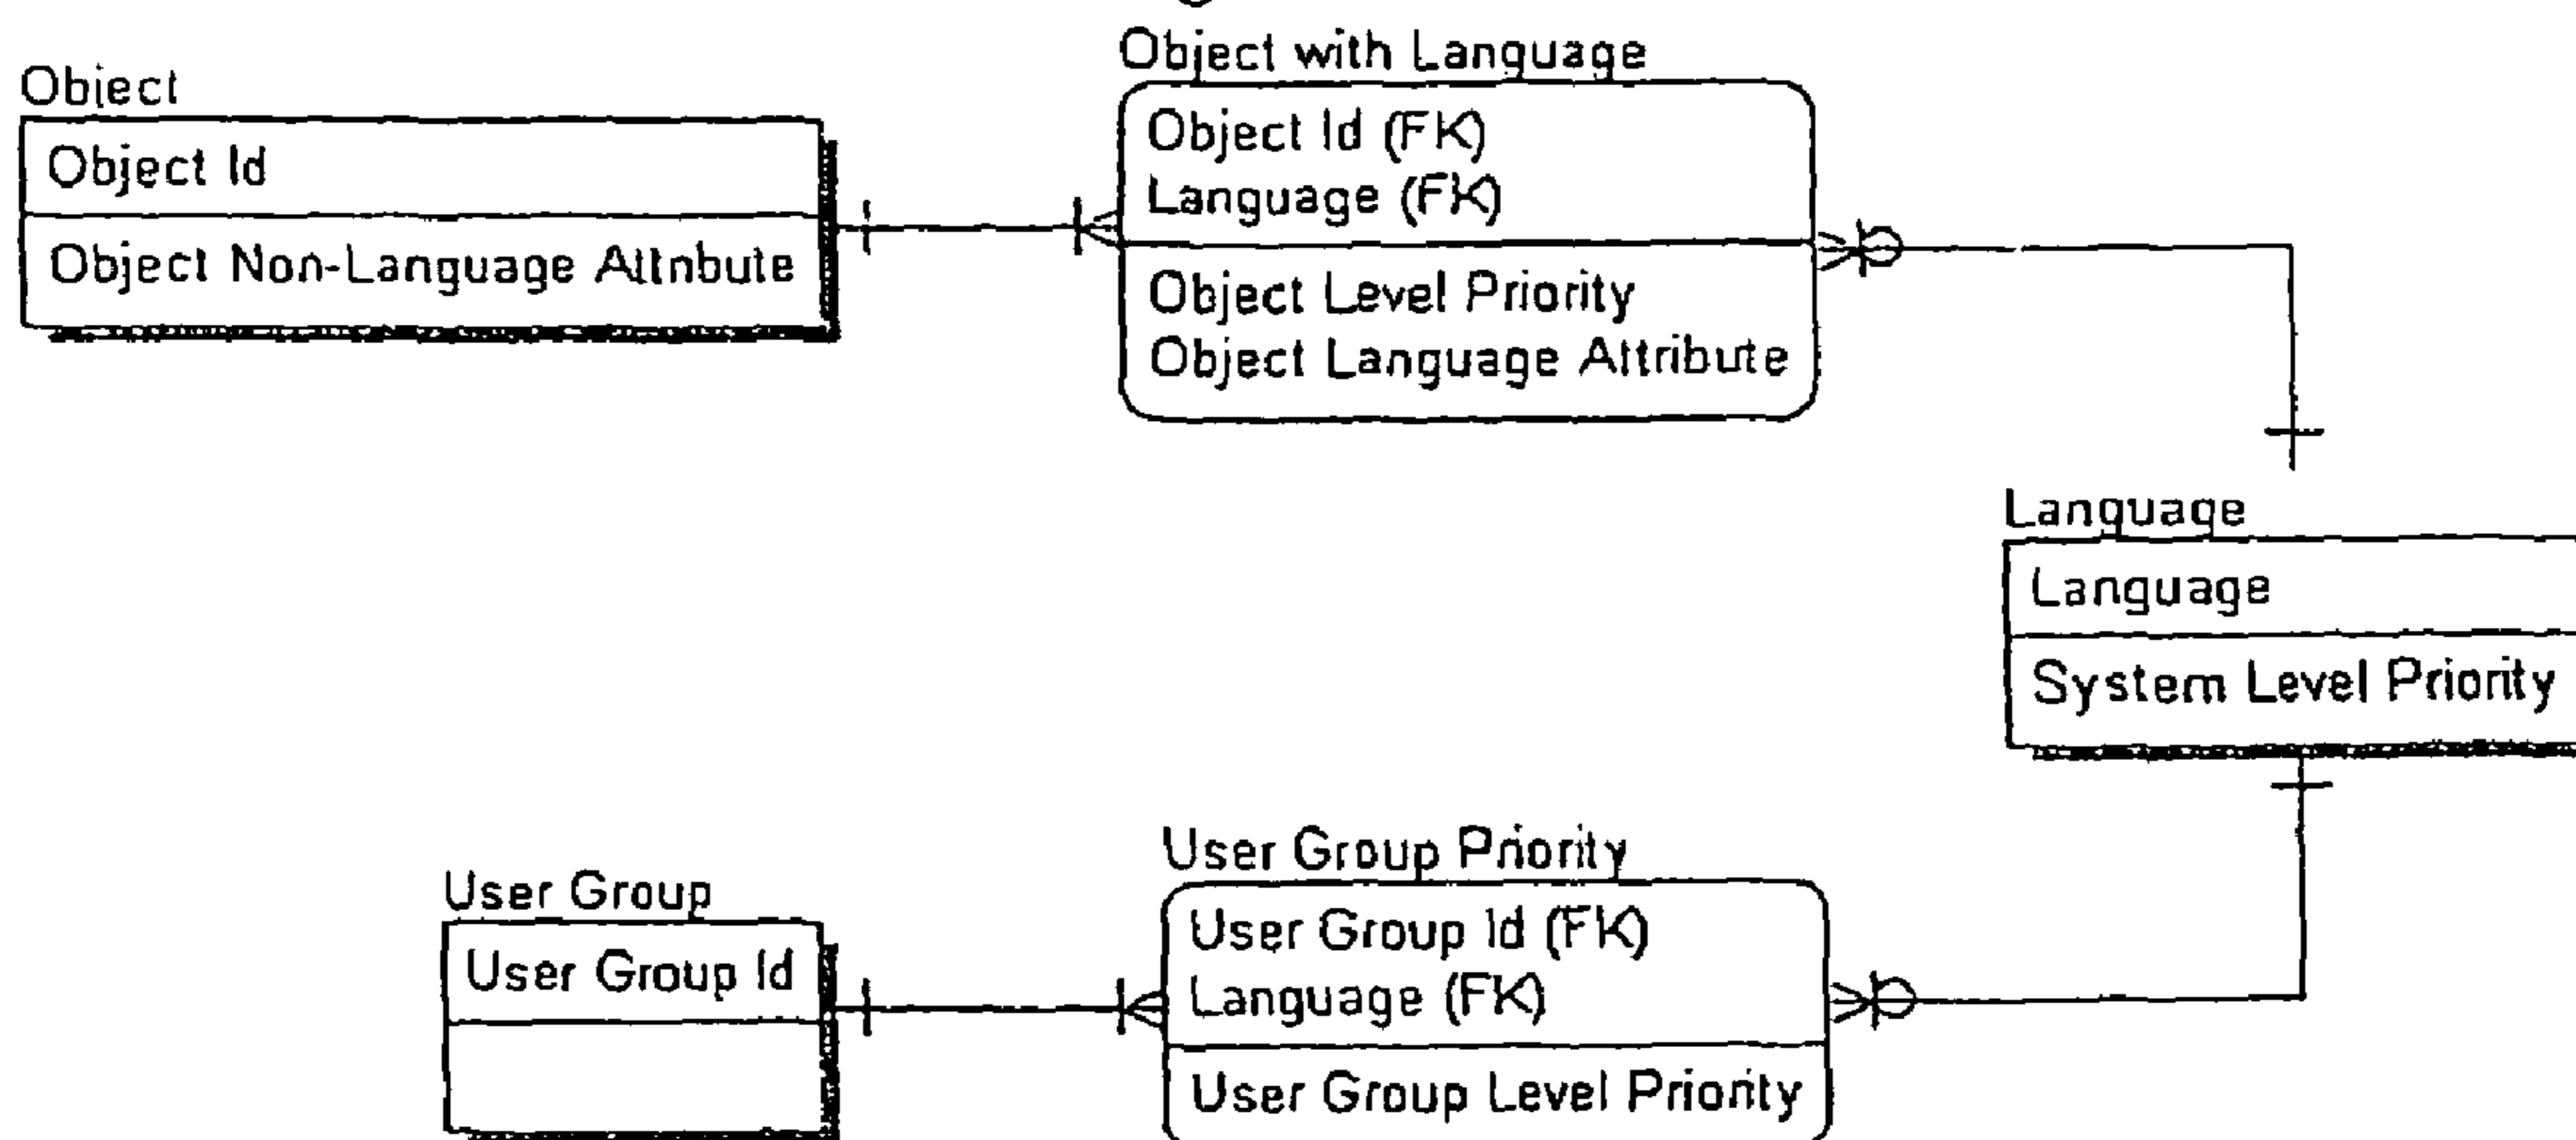 Object with Language
Object
Object Id
Object Non-Language Attribute
Object Id (FK)
Language (FK)
Object Level Priority
Object Language Attribute
Language
Language
System Level Priority
User Group
User Group Id
User Group Priority
User Group Id (FK)
Language (FK)
User Group Level Priority